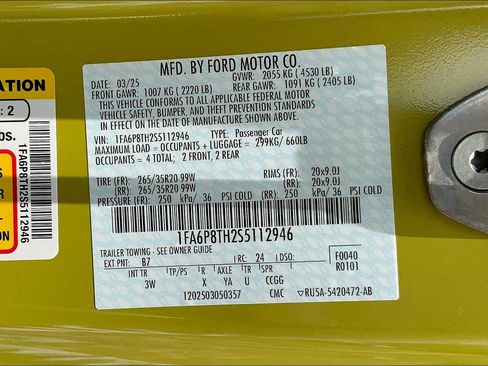 MFD. BY FORD MOTOR CO.
DATE: 03/25 GVWR: 2055 KG ( 4530 LB)
FRONT GAWR: 1007 KG ( 2220 LB) REAR GAWR: 1091 KG ( 2405 LB)
THIS VEHICLE CONFORMS TO ALL APPLICABLE FEDERAL MOTOR
VEHICLE SAFETY, BUMPER, AND THEFT PREVENTION STANDARDS
IN EFFECT ON THE DATE OF MANUFACTURE SHOWN ABOVE.
VIN: 1FA6P8TH2S5112946 TYPE: Passenger Car
MAXIMUM LOAD = OCCUPANTS + LUGGAGE = 299KG/ 660LB
OCCUPANTS = 4 TOTAL; 2 FRONT, 2 REAR
TIRE (FR): 265/35R20 99W RIMS (FR): 20x9.0J
(RR): 265/35R20 99W (RR): 20x9.0J
PRESSURE (FR): 250 kPa/ 36 PSI COLD (RR): 250 kPa/ 36 PSI COLD
1FA6P8TH2S5112946
TRAILER TOWING - SEE OWNER GUIDE
EXT PNT: B7 RC: 24 DSO: F0040
R0101
INT TR TP/PS R AXLE TR SPR
3W X YA U CCGG
1202503050357 CMC ▽RU5A-5420472-AB
ATION
: 2
bs.
1FA6P8TH2S5112946